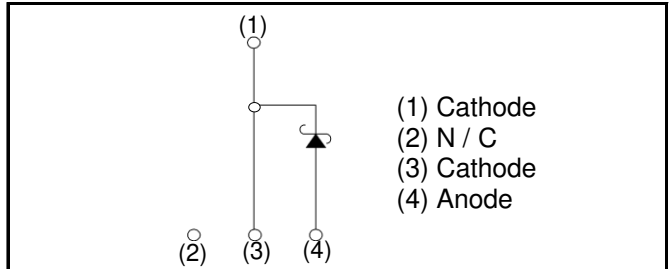 (1)
(1) Cathode
(2) N / C
(3) Cathode
(4) Anode
(2) (3) (4)